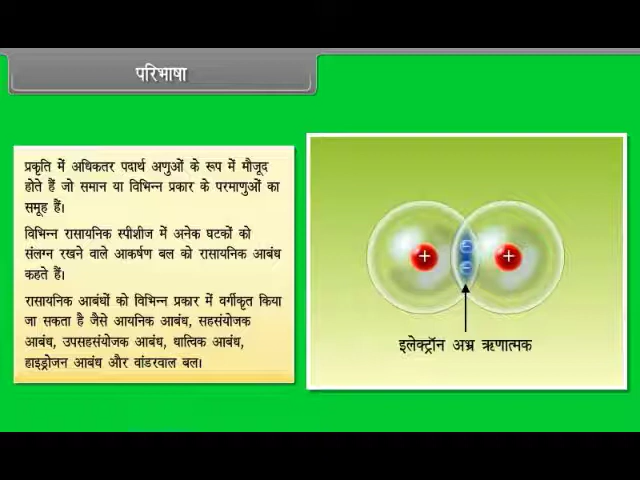 परिभाषा
प्रकृति में अधिकतर पदार्थ अणुओं के रूप में मौजूद
होते हैं जो समान या विभिन्न प्रकार के परमाणुओं का
समूह हैं।
विभिन्न रासायनिक स्पीशीज में अनेक घटकों को
संलग्न रखने वाले आकर्षण बल को रासायनिक आबंध
कहते हैं।
रासायनिक आबंघों को विभिन्न प्रकार में वर्गीकृत किया
जा सकता है जैसे आयनिक आबंध, सहसंयोजक
आबंध, उपसहसंयोजक आबंध, धात्विक आबंध,
हाइड्रोजन आबंध और वांडरवाल बल।
+
+
इलेक्ट्रॉन अभ्र ऋणात्मक